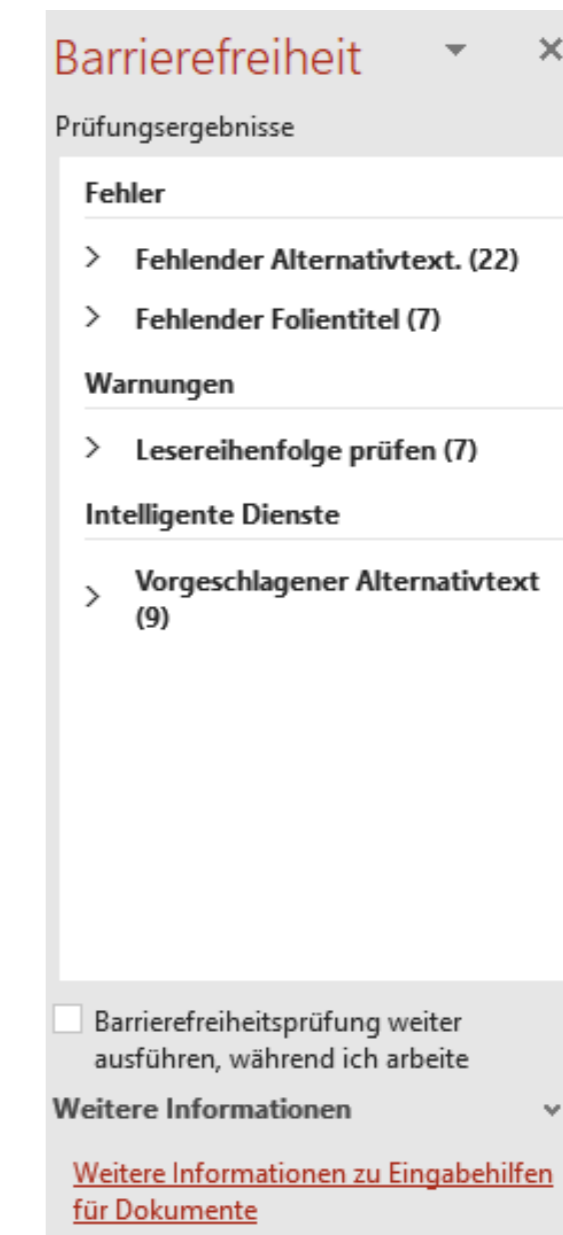 Barrierefreiheit
Prüfungsergebnisse
Fehler
Fehlender Alternativtext. (22)
Fehlender Folientitel (7)
Warnungen
Lesereihenfolge prüfen (7)
Intelligente Dienste
Vorgeschlagener Alternativtext
(9)
Barrierefreiheitsprüfung weiter
ausführen, während ich arbeite
Weitere Informationen
Weitere Informationen zu Eingabehilfen
für Dokumente